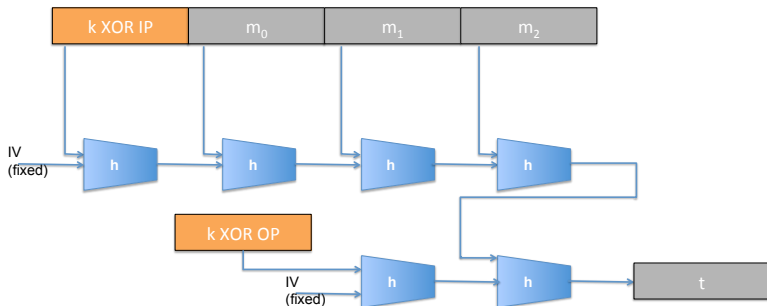 k XOR IP m₀ m₁ m₂
IV
(fixed)
h h h h
k XOR OP
IV
(fixed)
h h t